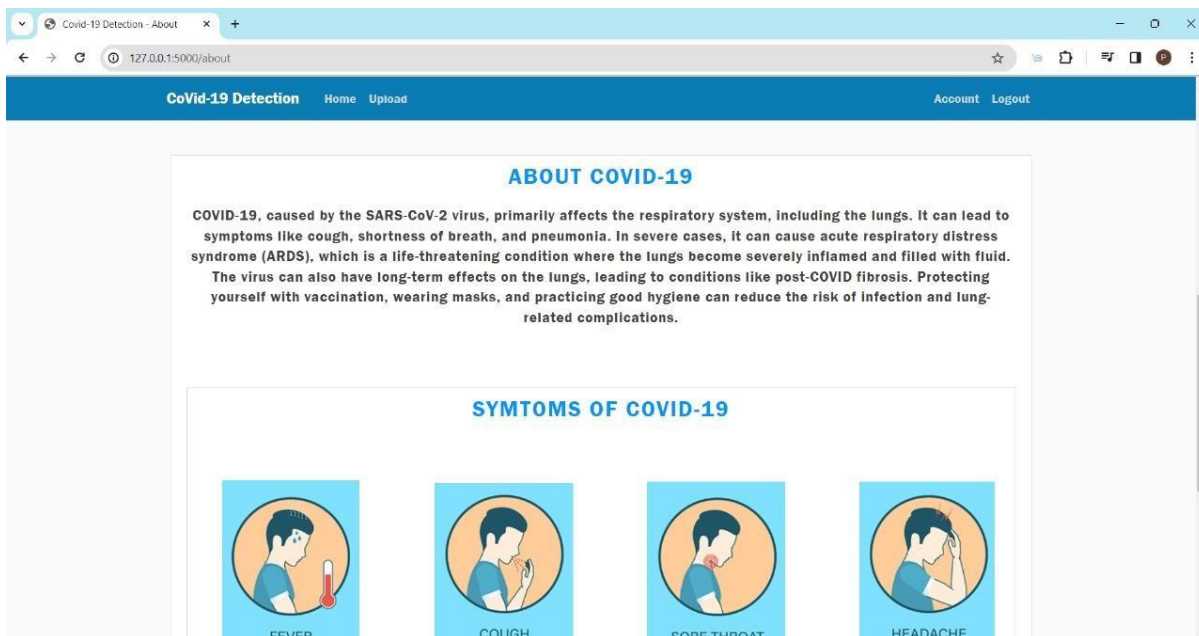 Covid-19 Detection - About
127.0.0.1:5000/about
P
CoVid-19 Detection Home Upload Account Logout
ABOUT COVID-19
COVID-19, caused by the SARS-CoV-2 virus, primarily affects the respiratory system, including the lungs. It can lead to
symptoms like cough, shortness of breath, and pneumonia. In severe cases, it can cause acute respiratory distress
syndrome (ARDS), which is a life-threatening condition where the lungs become severely inflamed and filled with fluid.
The virus can also have long-term effects on the lungs, leading to conditions like post-COVID fibrosis. Protecting
yourself with vaccination, wearing masks, and practicing good hygiene can reduce the risk of infection and lung-
related complications.
SYMTOMS OF COVID-19
FEVER COUGH SORE THROAT HEADACHE